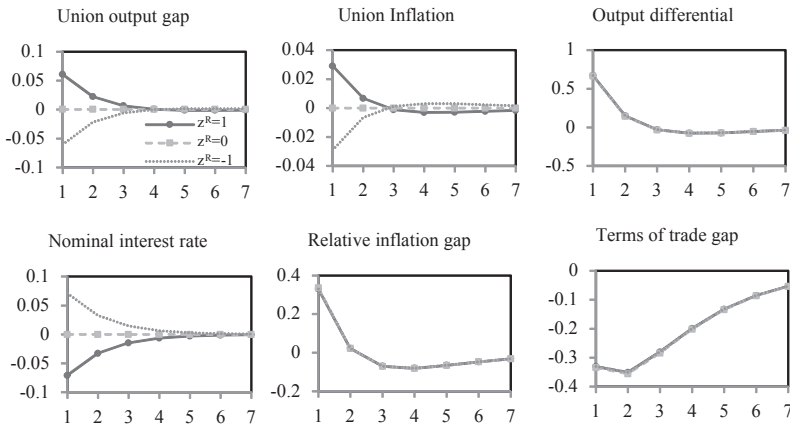 Union output gap
0.1
0.05
0
-0.05
-0.1
zᴿ=1
zᴿ=0
zᴿ=-1
1 2 3 4 5 6 7
Union Inflation
0.04
0.02
0
-0.02
-0.04
1 2 3 4 5 6 7
Output differential
1
0.5
0
-0.5
1 2 3 4 5 6 7
Nominal interest rate
0.1
0.05
0
-0.05
-0.1
1 2 3 4 5 6 7
Relative inflation gap
0.4
0.2
0
-0.2
1 2 3 4 5 6 7
Terms of trade gap
0
-0.1
-0.2
-0.3
-0.4
1 2 3 4 5 6 7